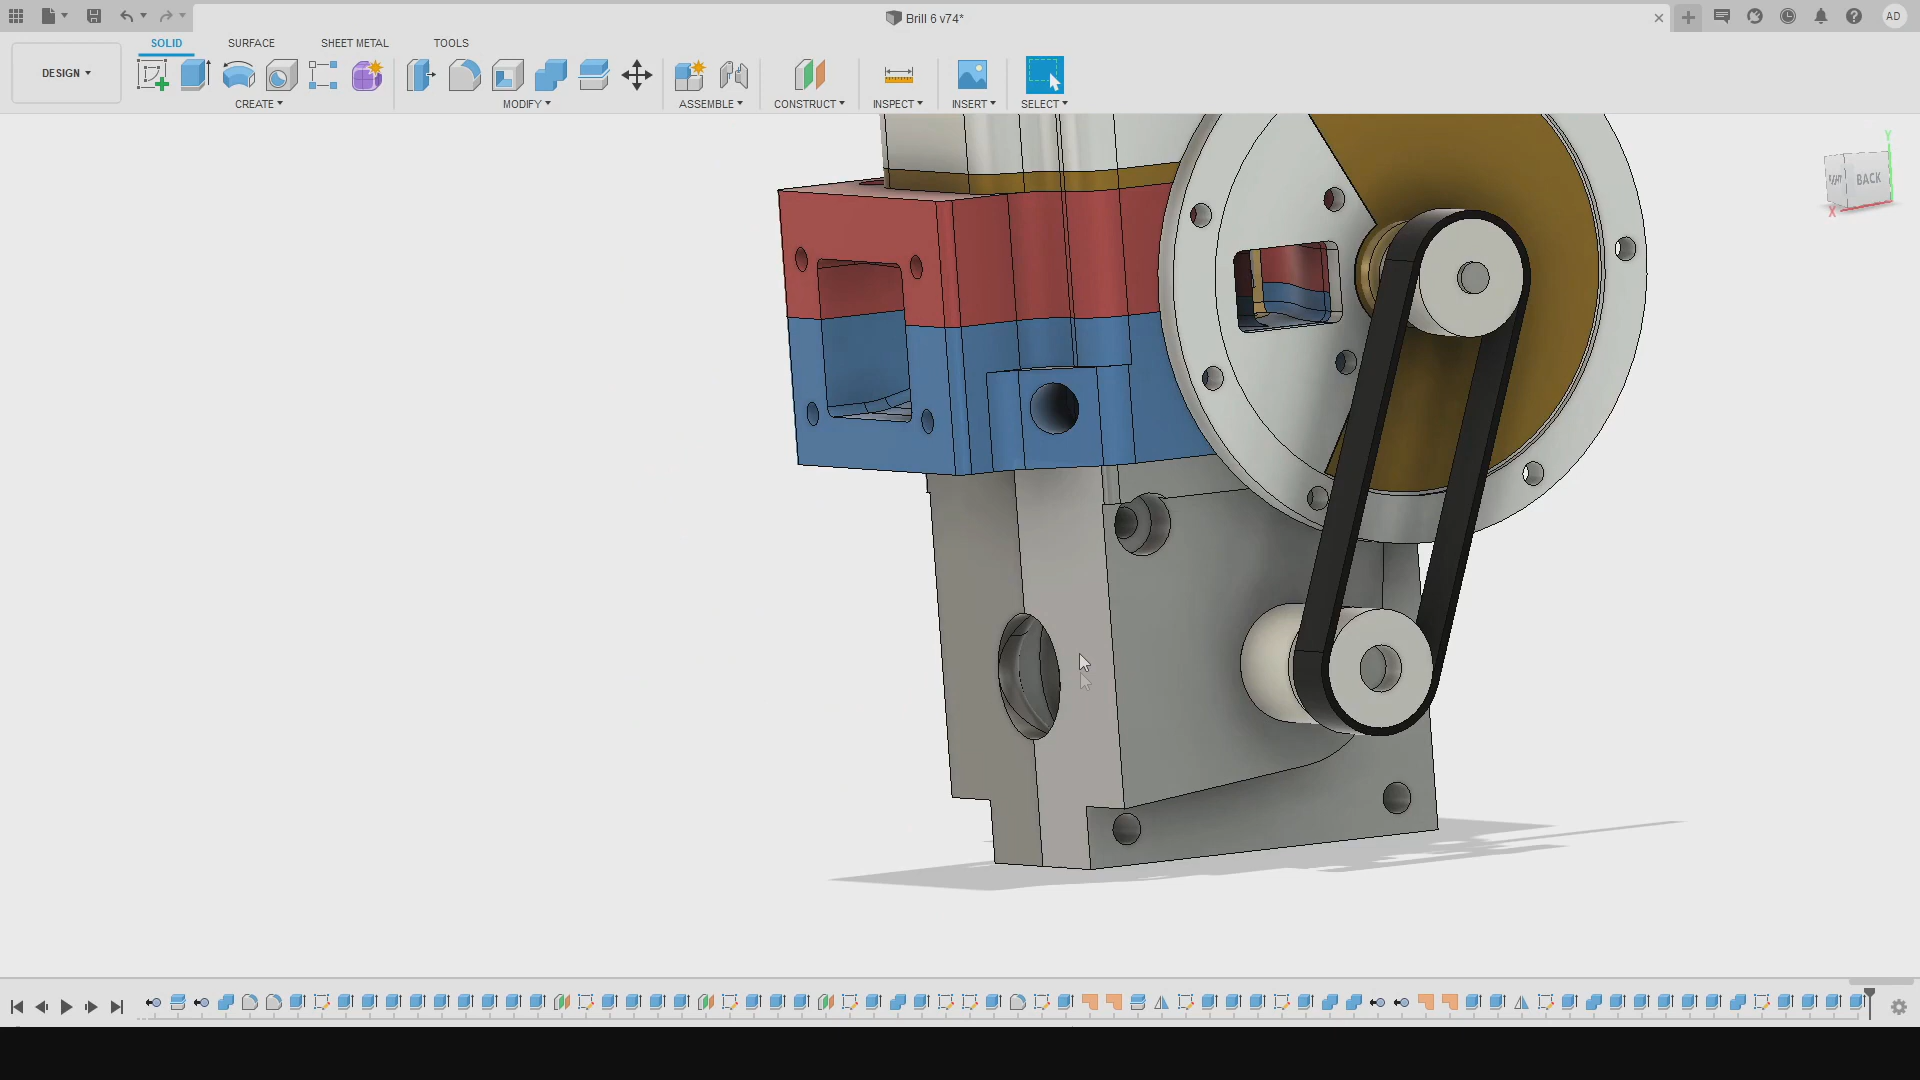 Brill 6 v74*
AD
SOLID SURFACE SHEET METAL TOOLS
DESIGN
CREATE MODIFY ASSEMBLE CONSTRUCT INSPECT INSERT SELECT
Y
BACK
X